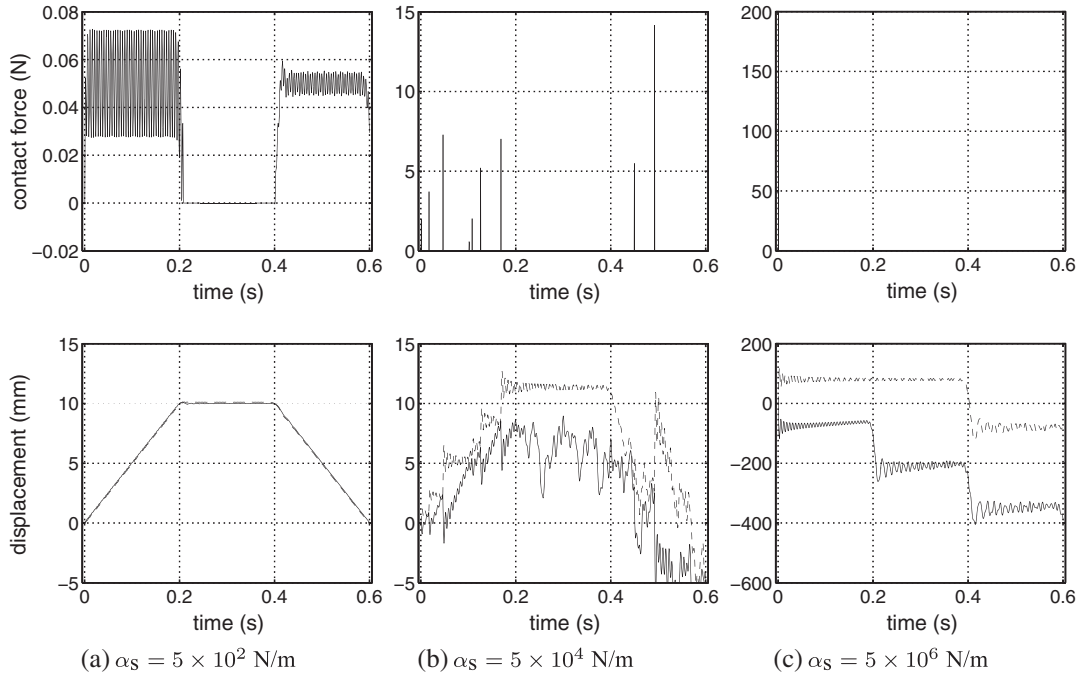 contact force (N)
0.08
0.06
0.04
0.02
0
−0.02
0 0.2 0.4 0.6
time (s)
15
10
5
0
0 0.2 0.4 0.6
time (s)
200
150
100
50
0
0 0.2 0.4 0.6
time (s)
displacement (mm)
15
10
5
0
−5
0 0.2 0.4 0.6
time (s)
15
10
5
0
−5
0 0.2 0.4 0.6
time (s)
200
0
−200
−400
−600
0 0.2 0.4 0.6
time (s)
(a) αs = 5 × 10² N/m
(b) αs = 5 × 10⁴ N/m
(c) αs = 5 × 10⁶ N/m